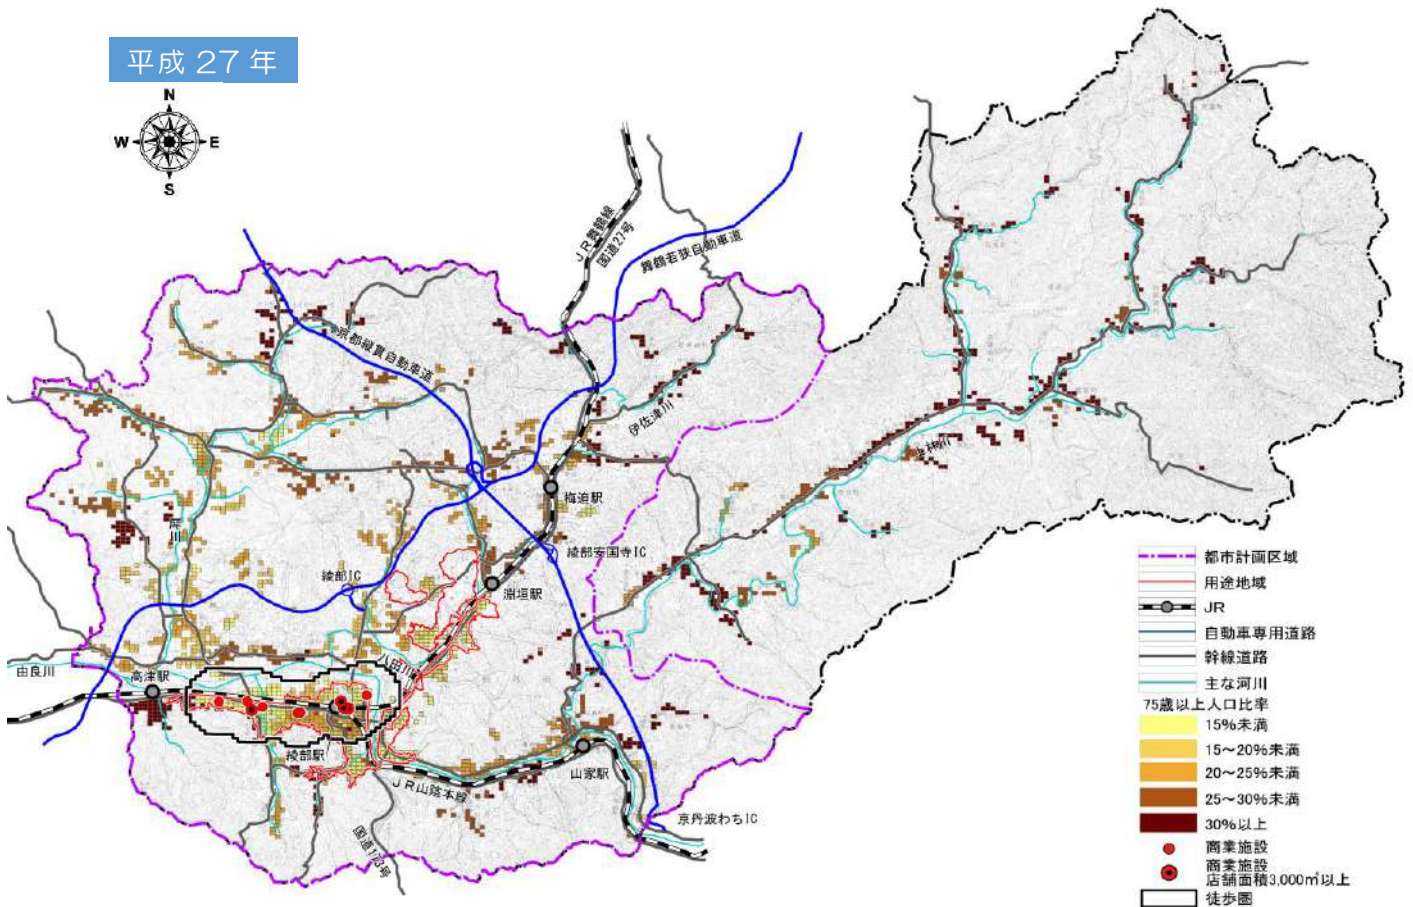 平成 27 年
N
W
E
S
JR舞鶴線
国道27号
舞鶴若狭自動車道
京都縦貫自動車道
伊佐津川
上林川
梅迫駅
犀川
綾部安国寺IC
綾部IC
淵垣駅
八田川
由良川
高津駅
綾部駅
山家駅
JR山陰本線
京丹波わちIC
国道173号
都市計画区域
用途地域
JR
自動車専用道路
幹線道路
主な河川
75歳以上人口比率
15%未満
15～20%未満
20～25%未満
25～30%未満
30%以上
商業施設
商業施設
店舗面積3,000㎡以上
徒歩圏